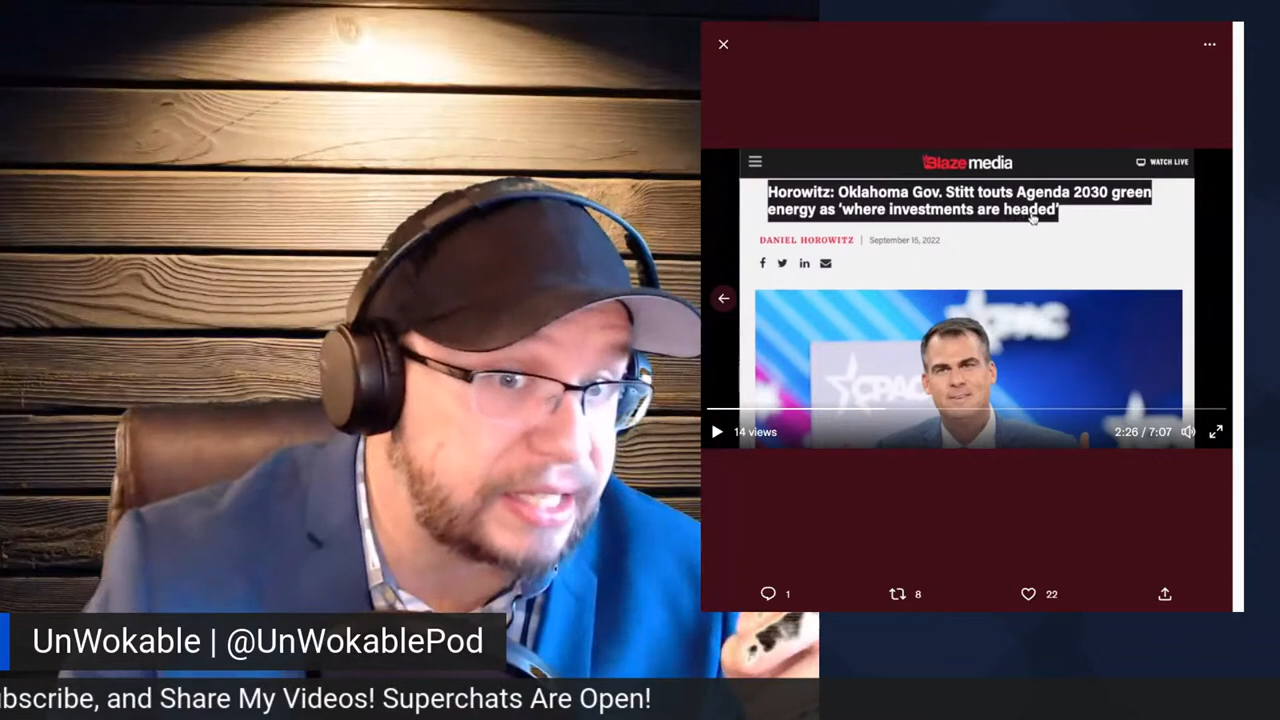 Blaze media
WATCH LIVE
Horowitz: Oklahoma Gov. Stitt touts Agenda 2030 green
energy as 'where investments are headed'
DANIEL HOROWITZ | September 15, 2022
CPAC
CPAC
14 views
2:26 / 7:07
1
8
22
UnWokable | @UnWokablePod
bscribe, and Share My Videos! Superchats Are Open!